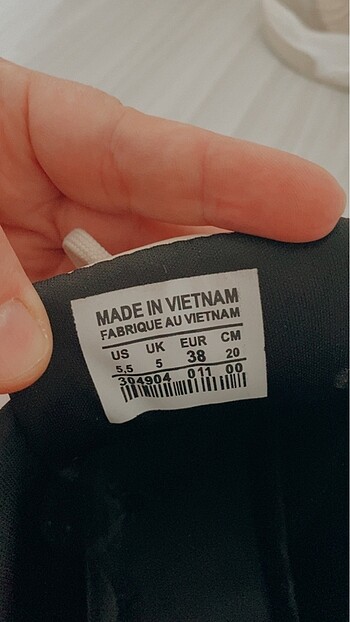 MADE IN VIETNAM
FABRIQUE AU VIETNAM
US UK EUR CM
5,5 5 38 20
304904 011 00